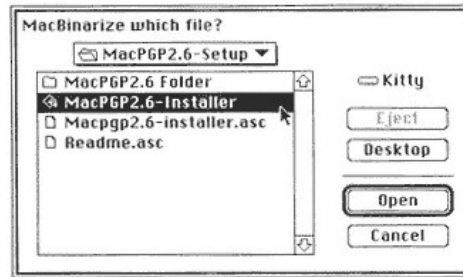 MacBinarize which file?
MacPGP2.6-Setup
MacPGP2.6 Folder
MacPGP2.6-Installer
Macpgp2.6-installer.asc
Readme.asc
Kitty
Eject
Desktop
Open
Cancel